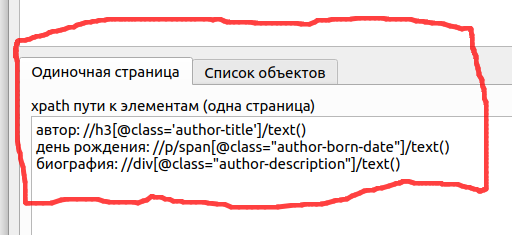 Одиночная страница
Список объектов
xpath пути к элементам (одна страница)
автор: //h3[@class='author-title']/text()
день рождения: //p/span[@class="author-born-date"]/text()
биография: //div[@class="author-description"]/text()